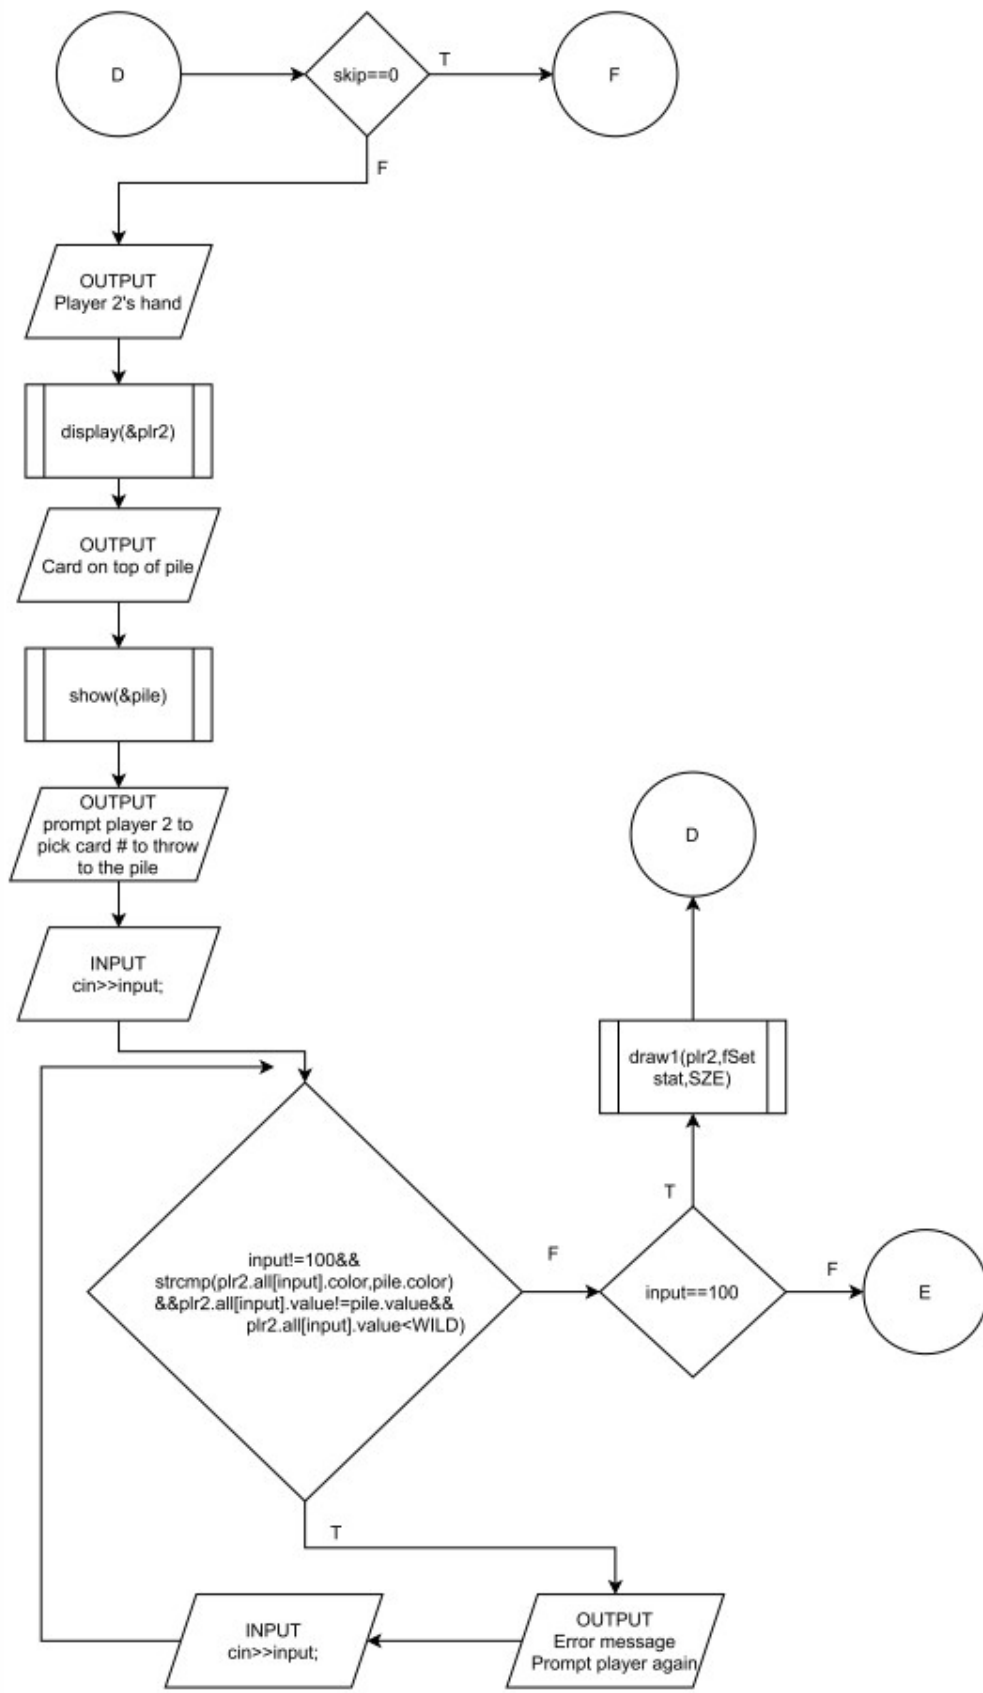 D
skip==0
T
F
F
OUTPUT
Player 2's hand
display(&plr2)
OUTPUT
Card on top of pile
show(&pile)
OUTPUT
prompt player 2 to
pick card # to throw
to the pile
INPUT
cin>>input;
input!=100&&
strcmp(plr2.all[input].color,pile.color)
&&plr2.all[input].value!=pile.value&&
plr2.all[input].value<WILD)
F
input==100
T
draw1(plr2,fSet
stat,SZE)
D
F
E
T
OUTPUT
Error message
Prompt player again
INPUT
cin>>input;